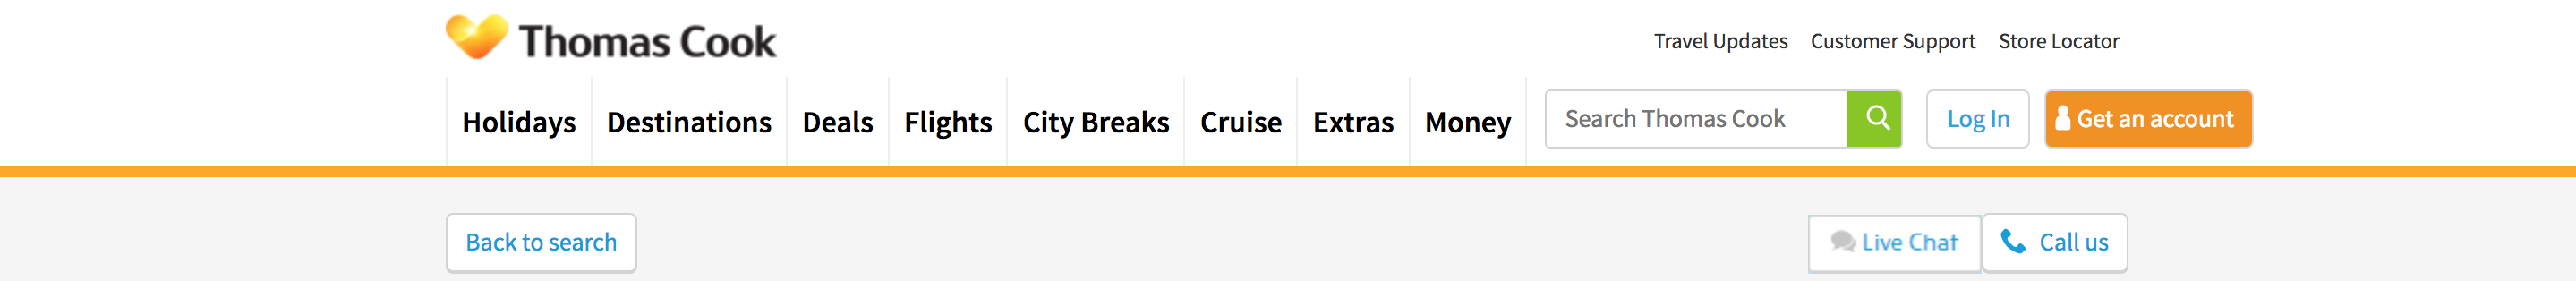 Thomas Cook
Travel Updates Customer Support Store Locator
Holidays Destinations Deals Flights City Breaks Cruise Extras Money Search Thomas Cook Log In Get an account
Back to search Live Chat Call us